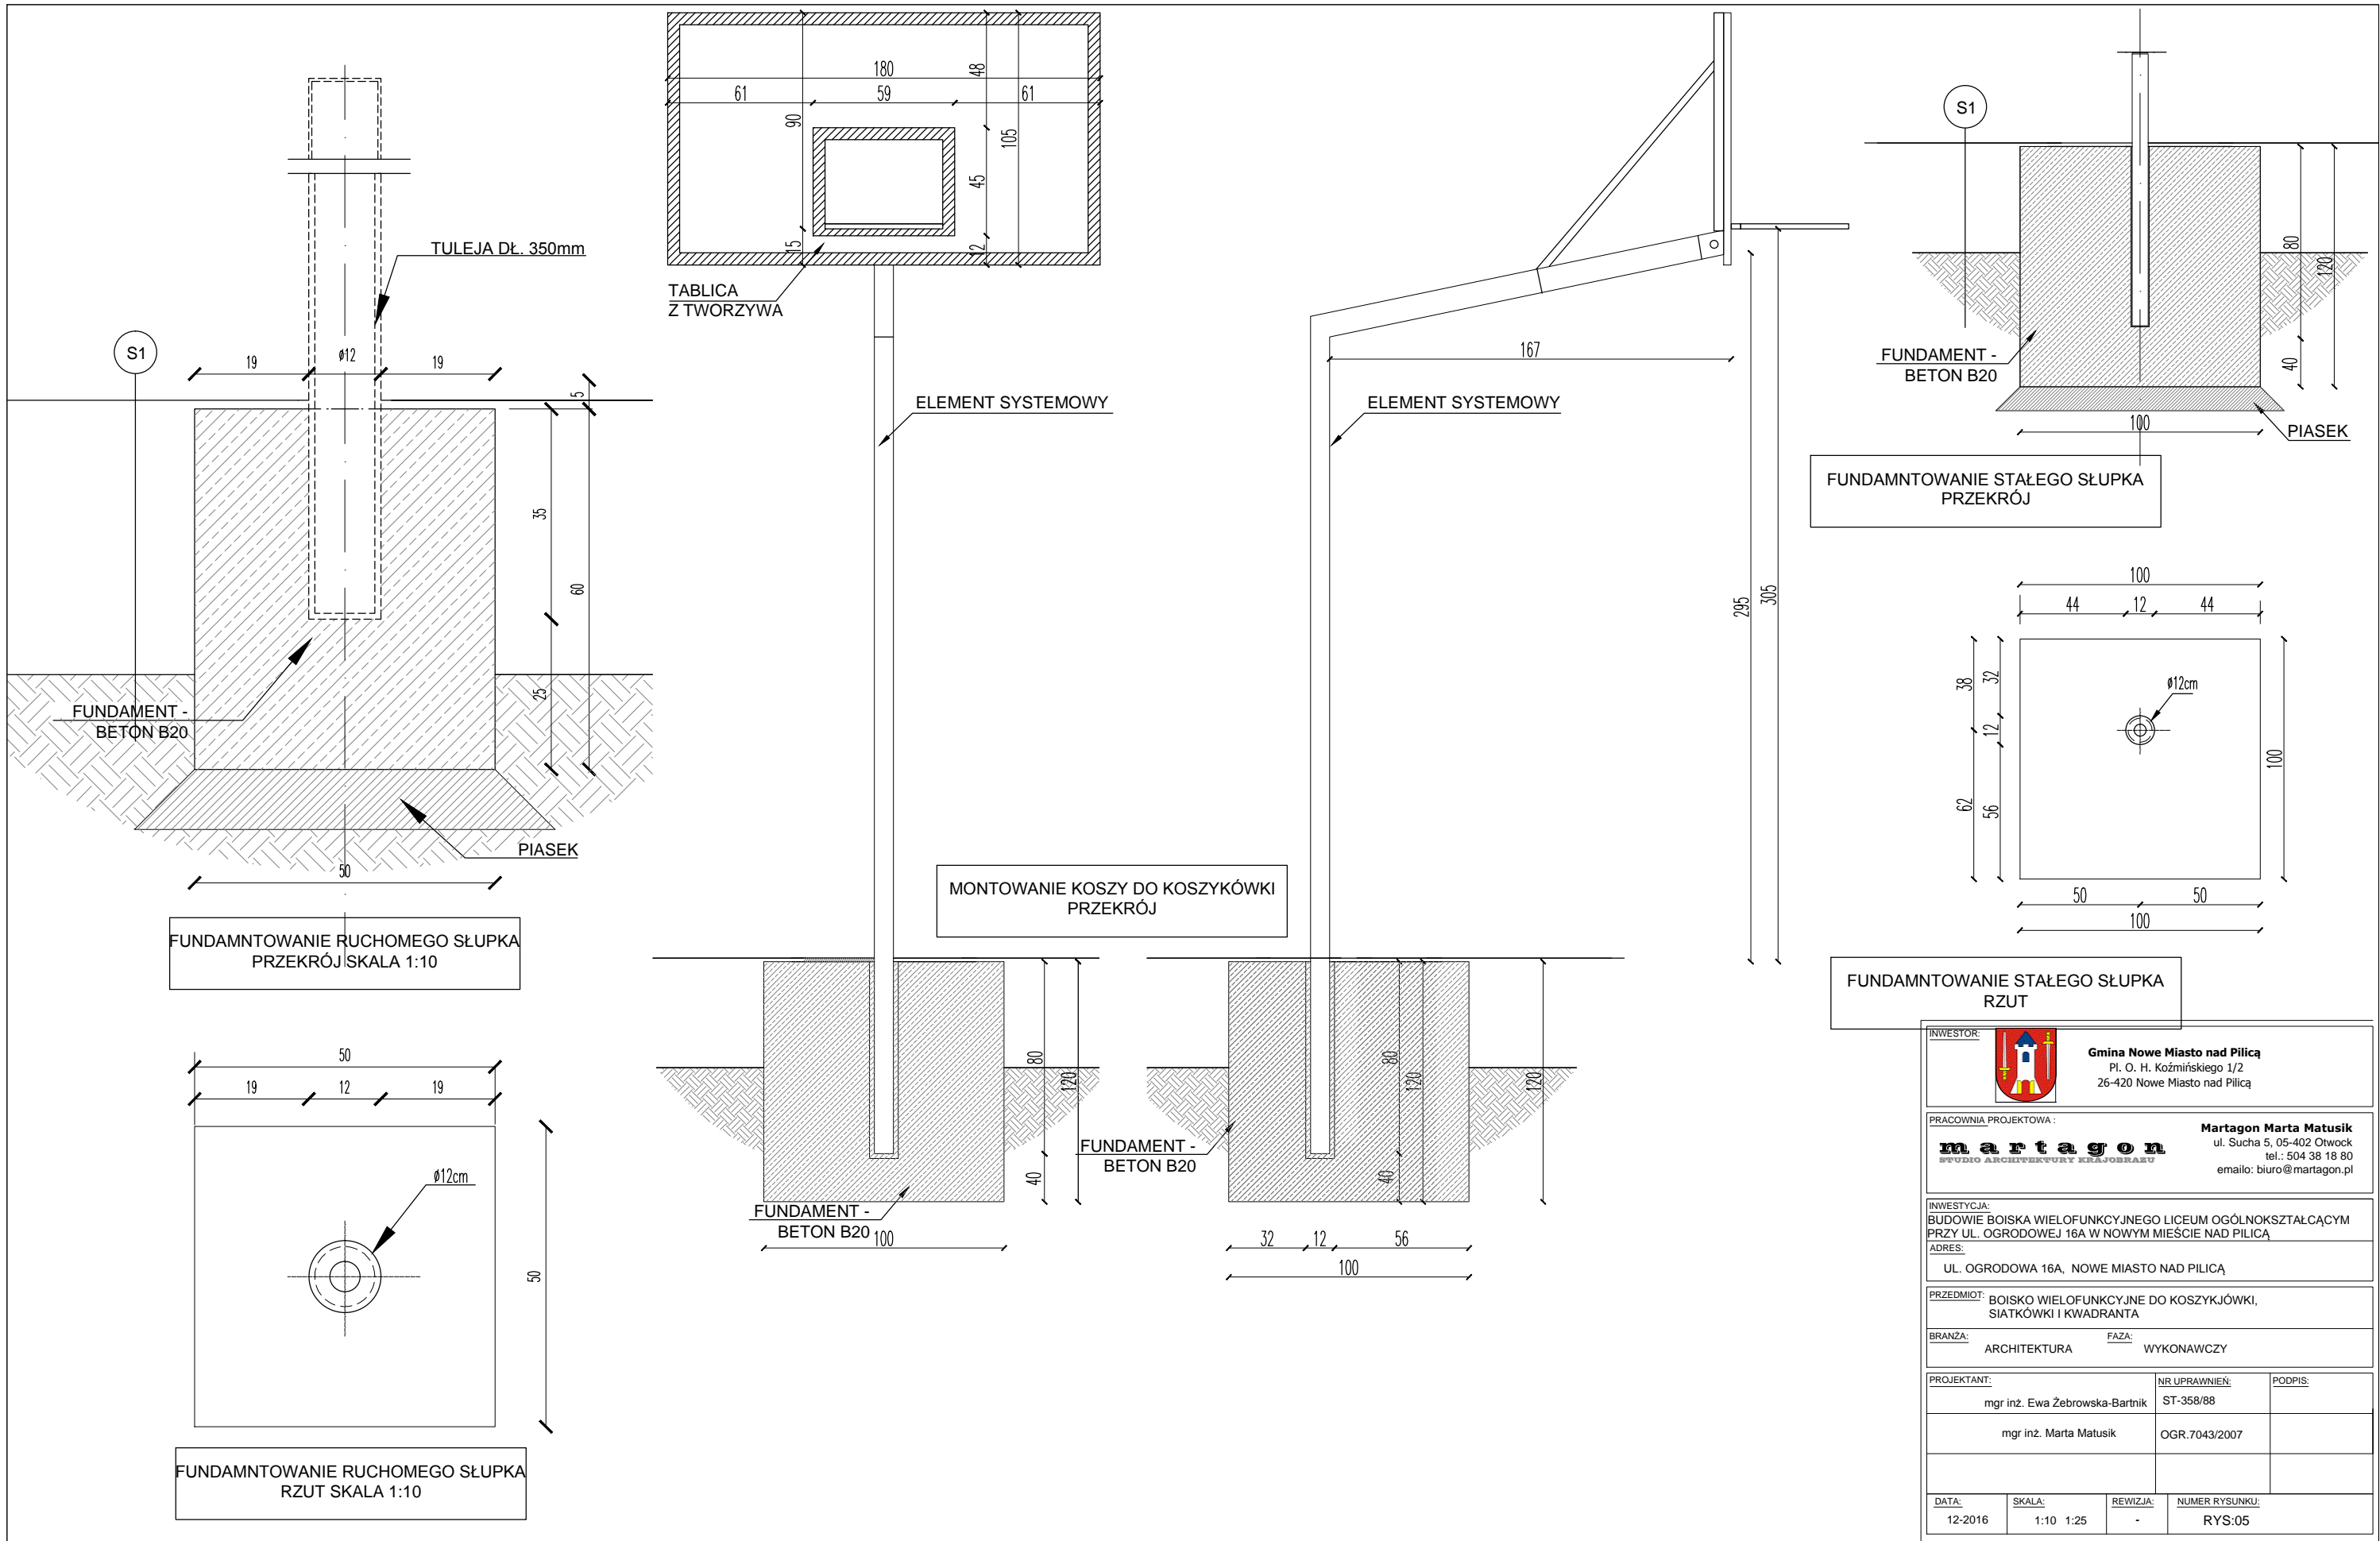 TULEJA DŁ. 350mm
S1
19
ø12
19
5
35
60
25
FUNDAMENT -
BETON B20
PIASEK
50
FUNDAMNTOWANIE RUCHOMEGO SŁUPKA
PRZEKRÓJ SKALA 1:10
50
19
12
19
ø12cm
50
FUNDAMNTOWANIE RUCHOMEGO SŁUPKA
RZUT SKALA 1:10
180
61
59
61
48
90
105
45
15
12
TABLICA
Z TWORZYWA
ELEMENT SYSTEMOWY
ELEMENT SYSTEMOWY
167
295
305
MONTOWANIE KOSZY DO KOSZYKÓWKI
PRZEKRÓJ
80
120
40
FUNDAMENT -
BETON B20
100
80
120
120
40
FUNDAMENT -
BETON B20
32
12
56
100
S1
80
120
40
FUNDAMENT -
BETON B20
100
PIASEK
FUNDAMNTOWANIE STAŁEGO SŁUPKA
PRZEKRÓJ
100
44
12
44
38
32
12
62
56
ø12cm
100
50
50
100
FUNDAMNTOWANIE STAŁEGO SŁUPKA
RZUT
INWESTOR:
Gmina Nowe Miasto nad Pilicą
Pl. O. H. Koźmińskiego 1/2
26-420 Nowe Miasto nad Pilicą
PRACOWNIA PROJEKTOWA :
martagon
STUDIO ARCHITEKTURY KRAJOBRAZU
Martagon Marta Matusik
ul. Sucha 5, 05-402 Otwock
tel.: 504 38 18 80
emailo: biuro@martagon.pl
INWESTYCJA:
BUDOWIE BOISKA WIELOFUNKCYJNEGO LICEUM OGÓLNOKSZTAŁCĄCYM
PRZY UL. OGRODOWEJ 16A W NOWYM MIEŚCIE NAD PILICĄ
ADRES:
UL. OGRODOWA 16A, NOWE MIASTO NAD PILICĄ
PRZEDMIOT: BOISKO WIELOFUNKCYJNE DO KOSZYKJÓWKI,
SIATKÓWKI I KWADRANTA
BRANŻA: ARCHITEKTURA
FAZA: WYKONAWCZY
PROJEKTANT:
NR UPRAWNIEŃ:
PODPIS:
mgr inż. Ewa Żebrowska-Bartnik
ST-358/88
mgr inż. Marta Matusik
OGR.7043/2007
DATA:
SKALA:
REWIZJA:
NUMER RYSUNKU:
12-2016
1:10 1:25
-
RYS:05